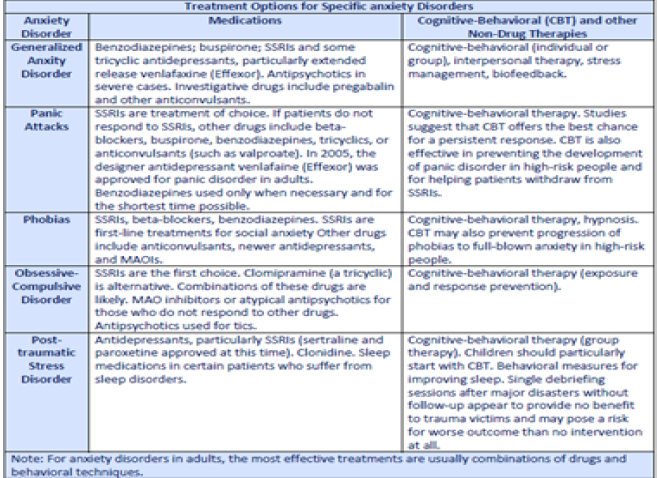 Treatment Options for Specific anxiety Disorders
Anxiety Disorder
Medications
Cognitive-Behavioral (CBT) and other
Non-Drug Therapies
Generalized
Anxity
Disorder
Benzodiazepines; buspirone; SSRIs and some
tricyclic antidepressants, particularly extended
release venlafaxine (Effexor). Antipsychotics in
severe cases. Investigative drugs include pregabalin
and other anticonvulsants.
Cognitive-behavioral (individual or
group), interpersonal therapy, stress
management, biofeedback.
Panic
Attacks
SSRIs are treatment of choice. If patients do not
respond to SSRIs, other drugs include beta-
blockers, buspirone, benzodiazepines, tricyclics, or
anticonvulsants (such as valproate). In 2005, the
designer antidepressant venlafaine (Effexor) was
approved for panic disorder in adults.
Benzodiazepines used only when necessary and for
the shortest time possible.
Cognitive-behavioral therapy. Studies
suggest that CBT offers the best chance
for a persistent response. CBT is also
effective in preventing the development
of panic disorder in high-risk people and
for helping patients withdraw from
SSRIs.
Phobias
SSRIs, beta-blockers, benzodiazepines. SSRIs are
first-line treatments for social anxiety Other drugs
include anticonvulsants, newer antidepressants,
and MAOIs.
Cognitive-behavioral therapy, hypnosis.
CBT may also prevent progression of
phobias to full-blown anxiety in high-risk
people.
Obsessive-
Compulsive
Disorder
SSRIs are the first choice. Clomipramine (a tricyclic)
is alternative. Combinations of these drugs are
likely. MAO inhibitors or atypical antipsychotics for
those who do not respond to other drugs.
Antipsychotics used for tics.
Cognitive-behavioral therapy (exposure
and response prevention).
Post-
traumatic
Stress
Disorder
Antidepressants, particularly SSRIs (sertraline and
paroxetine approved at this time). Clonidine. Sleep
medications in certain patients who suffer from
sleep disorders.
Cognitive-behavioral therapy (group
therapy). Children should particularly
start with CBT. Behavioral measures for
improving sleep. Single debriefing
sessions after major disasters without
follow-up appear to provide no benefit
to trauma victims and may pose a risk
for worse outcome than no intervention
at all.
Note: For anxiety disorders in adults, the most effective treatments are usually combinations of drugs and
behavioral techniques.